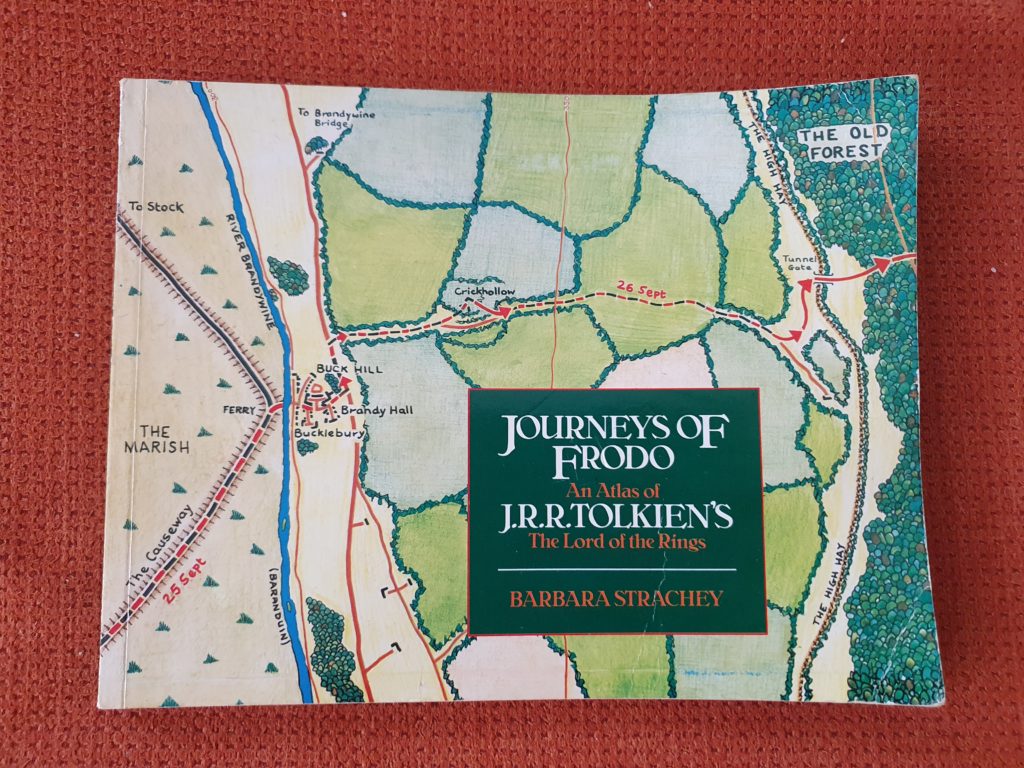 To Brandywine
Bridge
THE OLD
FOREST
THE HIGH HAY
To Stock
RIVER BRANDYWINE
Tunnel
Gate
Crickhollow
26 Sept
BUCK HILL
FERRY
Brandy Hall
Bucklebury
THE
MARISH
JOURNEYS OF
FRODO
An Atlas of
J.R.R.TOLKIEN'S
The Lord of the Rings
BARBARA STRACHEY
The Causeway
25 Sept
(BARANDUIN)
THE HIGH HAY